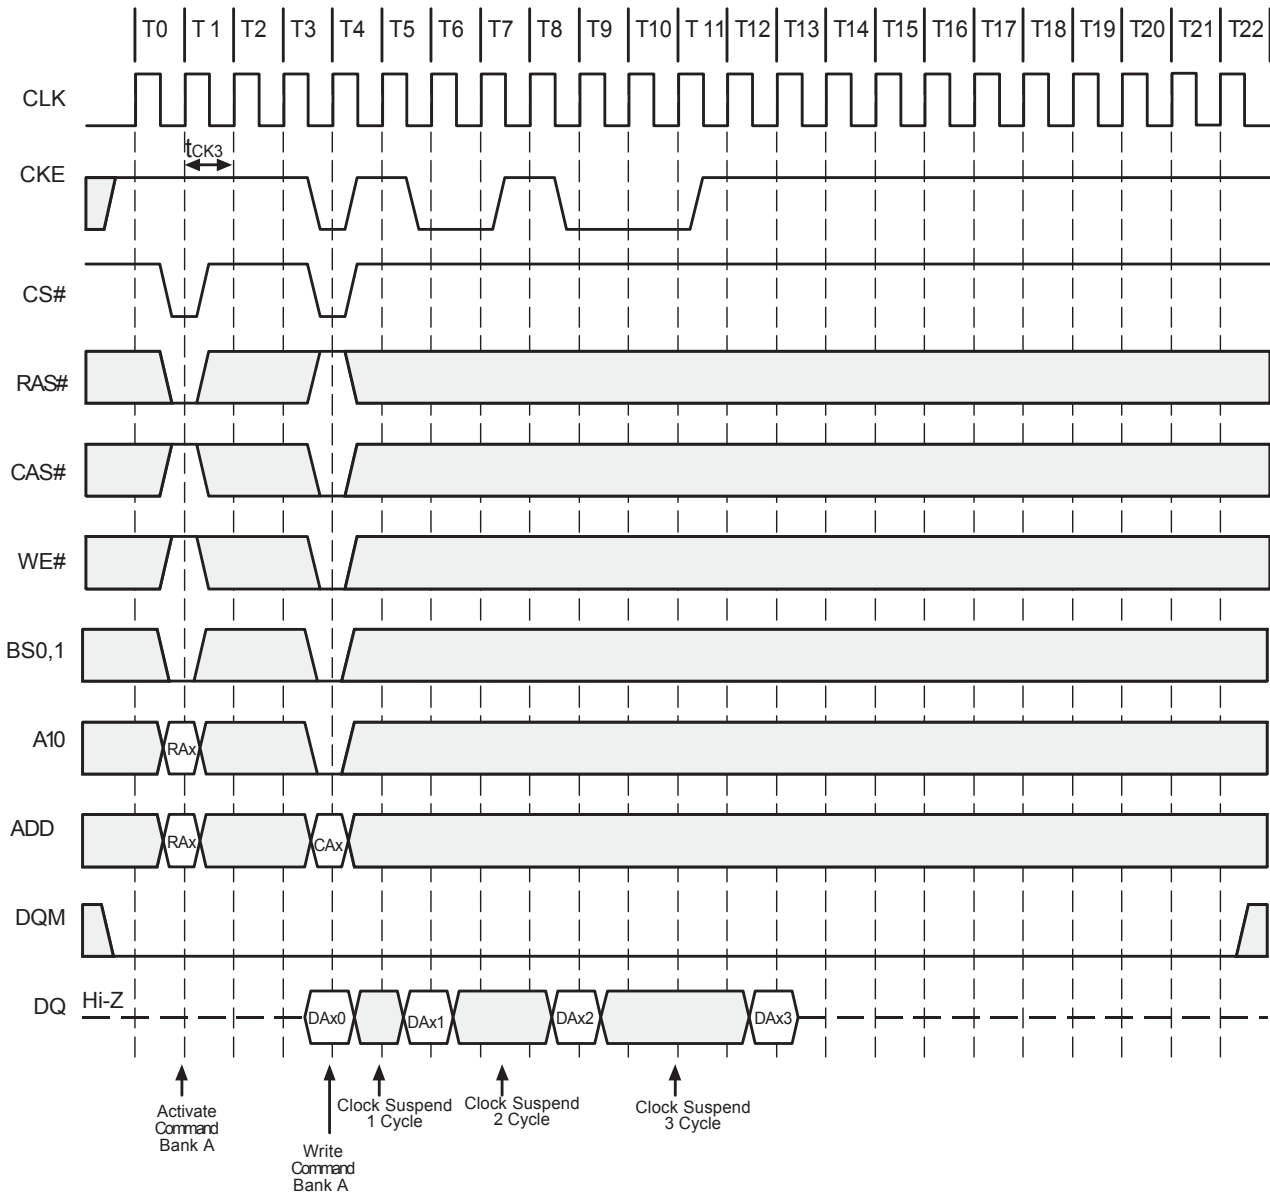 T0 T 1 T2 T3 T4 T5 T6 T7 T8 T9 T10 T 11 T12 T13 T14 T15 T16 T17 T18 T19 T20 T21 T22
CLK
tCK3
CKE
CS#
RAS#
CAS#
WE#
BS0,1
A10
RAx
ADD
RAx CAx
DQM
DQ Hi-Z DAx0 DAx1 DAx2 DAx3
Activate
Command
Bank A
Write
Command
Bank A
Clock Suspend
1 Cycle
Clock Suspend
2 Cycle
Clock Suspend
3 Cycle